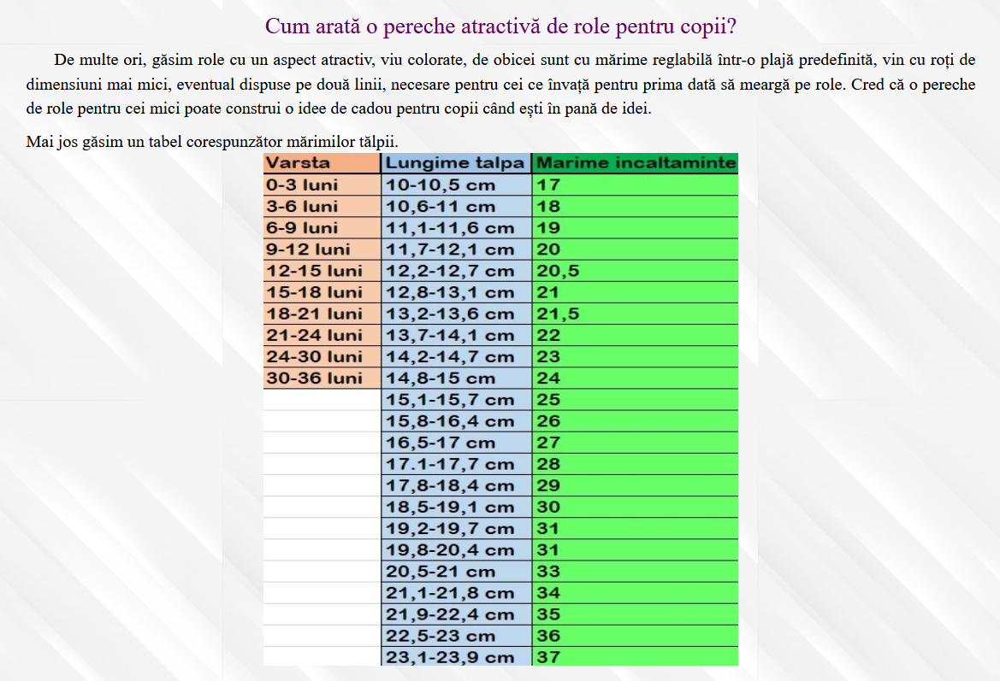 Cum arată o pereche atractivă de role pentru copii?
De multe ori, găsim role cu un aspect atractiv, viu colorate, de obicei sunt cu mărime reglabilă într-o plajă predefinită, vin cu roți de
dimensiuni mai mici, eventual dispuse pe două linii, necesare pentru cei ce învață pentru prima dată să meargă pe role. Cred că o pereche
de role pentru cei mici poate construi o idee de cadou pentru copii când ești în pană de idei.
Mai jos găsim un tabel corespunzător mărimilor tălpii.
Varsta Lungime talpa Marime incaltaminte
0-3 luni 10-10,5 cm 17
3-6 luni 10,6-11 cm 18
6-9 luni 11,1-11,6 cm 19
9-12 luni 11,7-12,1 cm 20
12-15 luni 12,2-12,7 cm 20,5
15-18 luni 12,8-13,1 cm 21
18-21 luni 13,2-13,6 cm 21,5
21-24 luni 13,7-14,1 cm 22
24-30 luni 14,2-14,7 cm 23
30-36 luni 14,8-15 cm 24
15,1-15,7 cm 25
15,8-16,4 cm 26
16,5-17 cm 27
17.1-17,7 cm 28
17,8-18,4 cm 29
18,5-19,1 cm 30
19,2-19,7 cm 31
19,8-20,4 cm 31
20,5-21 cm 33
21,1-21,8 cm 34
21,9-22,4 cm 35
22,5-23 cm 36
23,1-23,9 cm 37